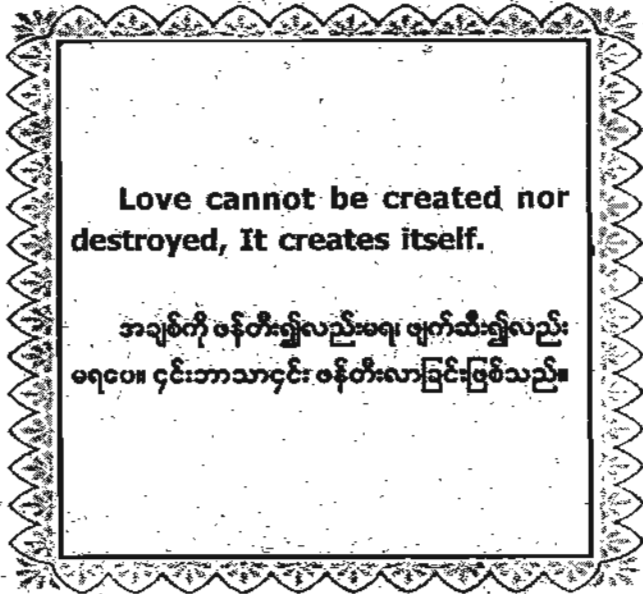 Love cannot be created nor
destroyed, It creates itself.
အချစ်ကို ဖန်တီး၍လည်းမရ၊ ဖျက်ဆီး၍လည်း
မရပေ။ ၄င်းဘာသာ၄င်း ဖန်တီးလာခြင်းဖြစ်သည်။